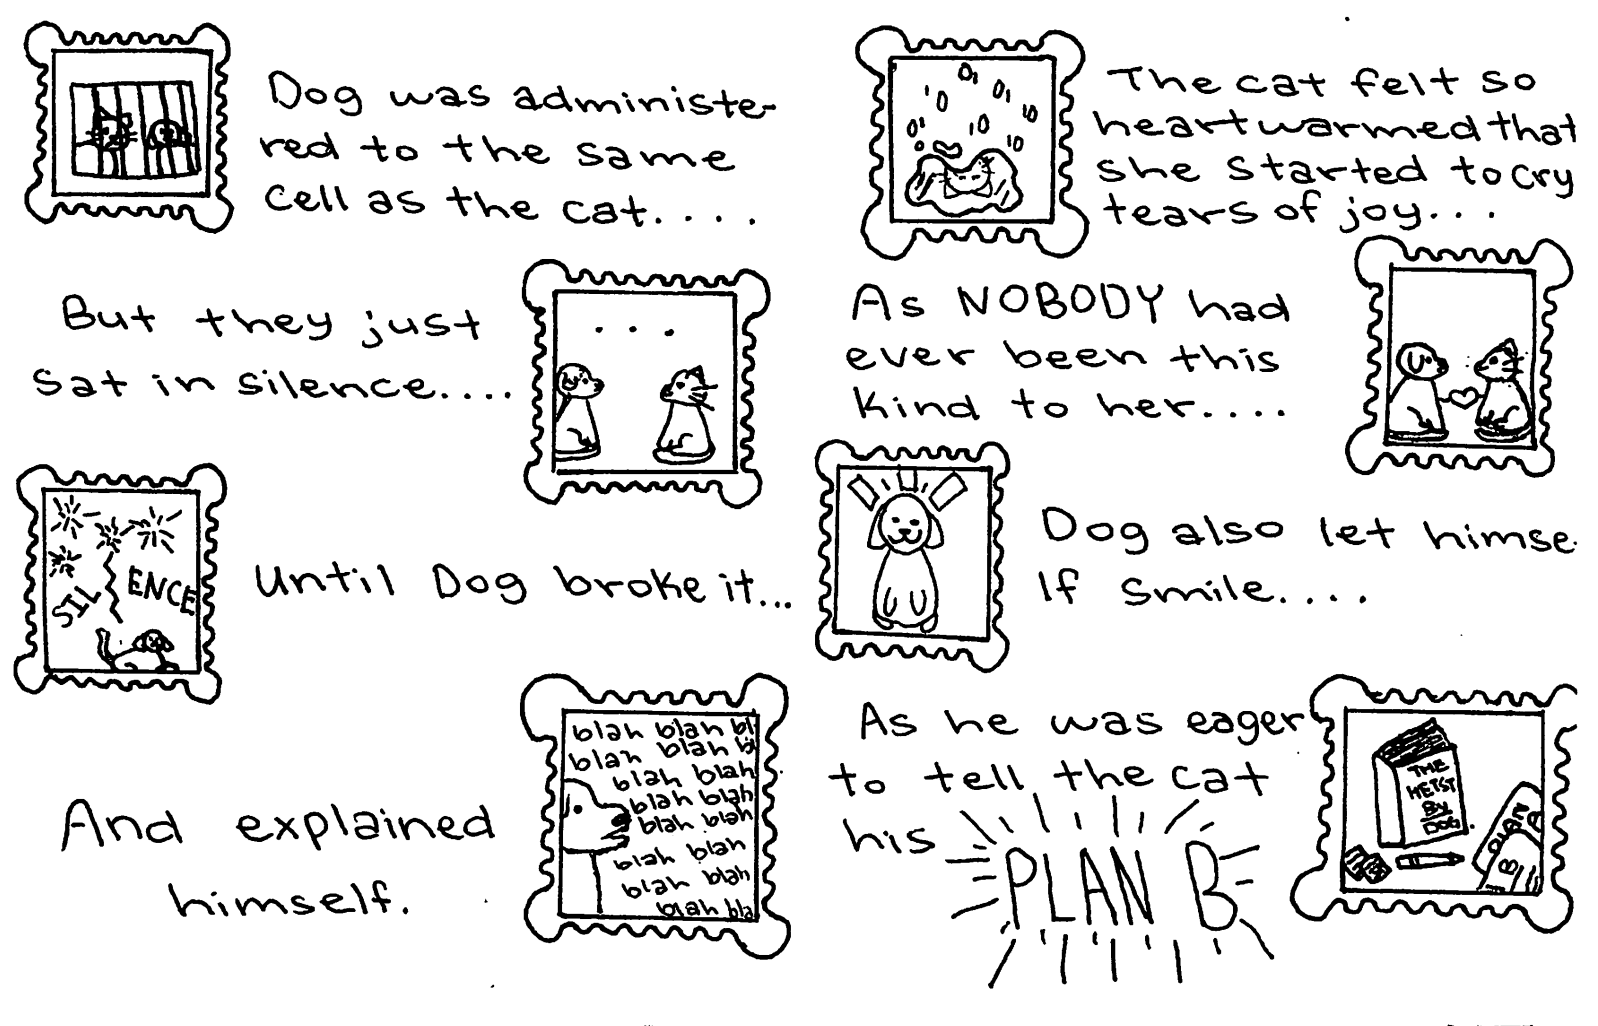 Dog was administe-
red to the same
cell as the cat....
But they just
sat in silence....
...
SIL ENCE
Until Dog broke it...
And explained
himself.
blah blah bl
blah blah bl
blah blah
blah blah
blah blah
blah blah
blah blah
blah bla
The cat felt so
heartwarmed that
she started to cry
tears of joy...
As NOBODY had
ever been this
kind to her....
Dog also let himse
lf smile....
As he was eager
to tell the cat
his PLAN B
THE
HEIST
BY
DOG.
PLAN A
B